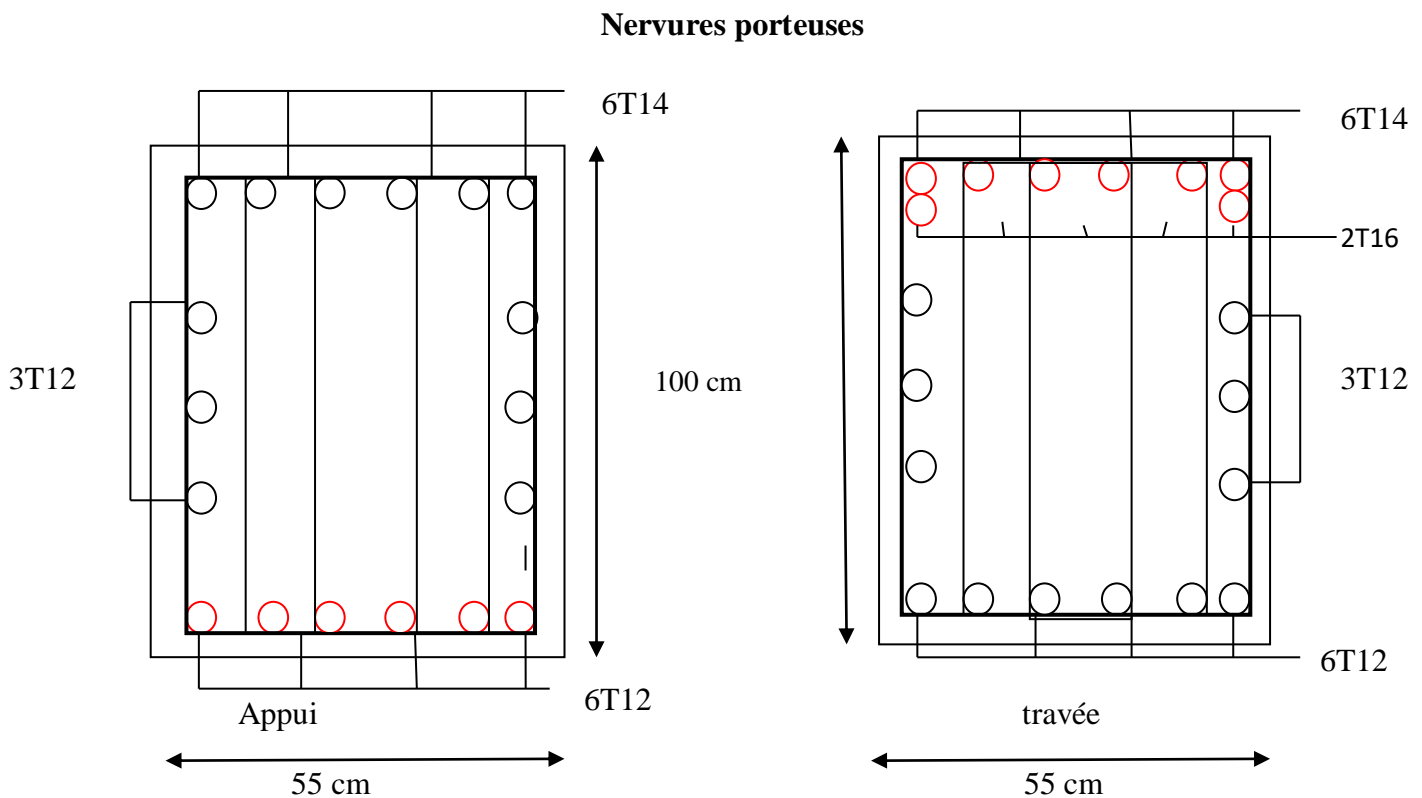 Nervures porteuses
6T14
3T12
100 cm
6T12
Appui
55 cm
6T14
2T16
3T12
6T12
travée
55 cm